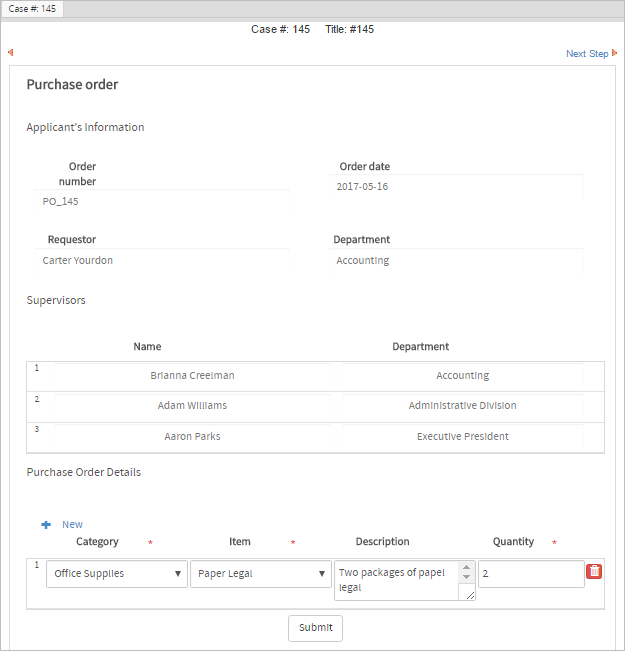 Case #: 145
Case #: 145 Title: #145
Next Step
Purchase order
Applicant's Information
Order number
Order date
PO_145
2017-05-16
Requestor
Department
Carter Yourdon
Accounting
Supervisors
Name Department
1 Brianna Creelman Accounting
2 Adam Williams Administrative Division
3 Aaron Parks Executive President
Purchase Order Details
New
Category * Item * Description Quantity *
1 Office Supplies Paper Legal Two packages of papel legal 2
Submit